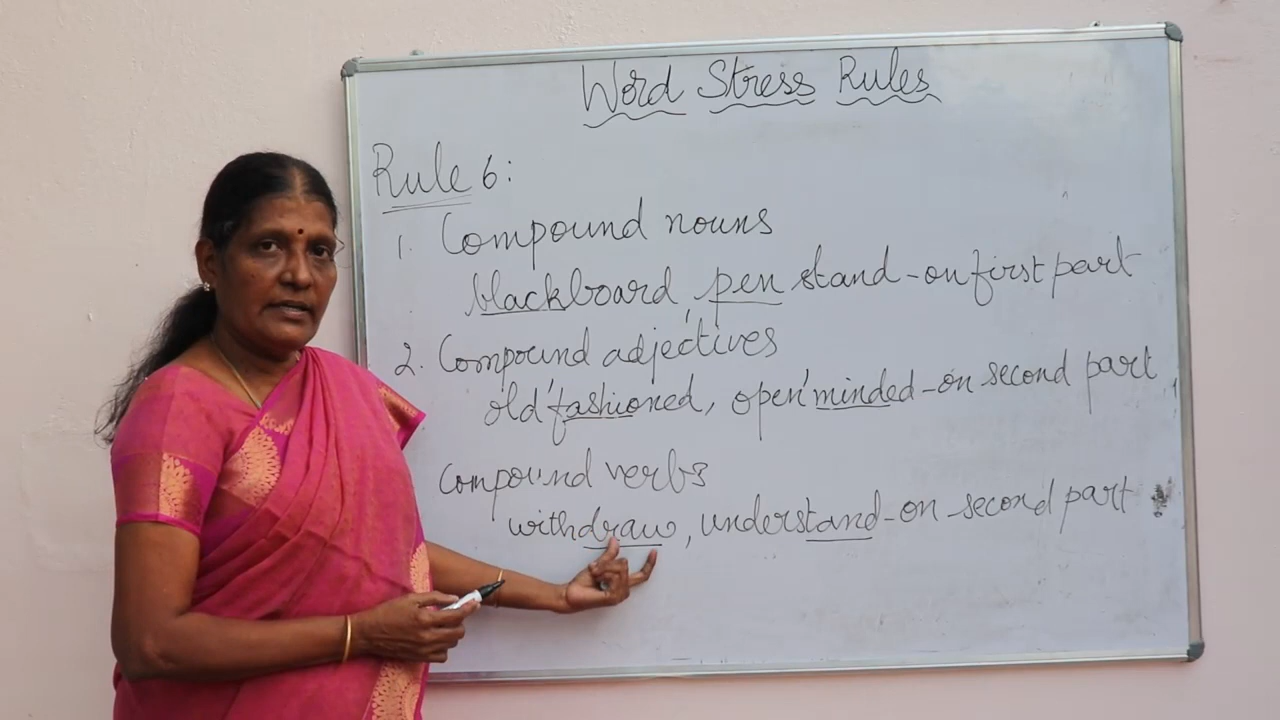 Word Stress Rules
Rule 6:
1. Compound nouns
blackboard, pen stand - on first part
2. Compound adjectives
old'fashioned, open'minded - on second part
Compound verbs
withdraw, understand - on second part